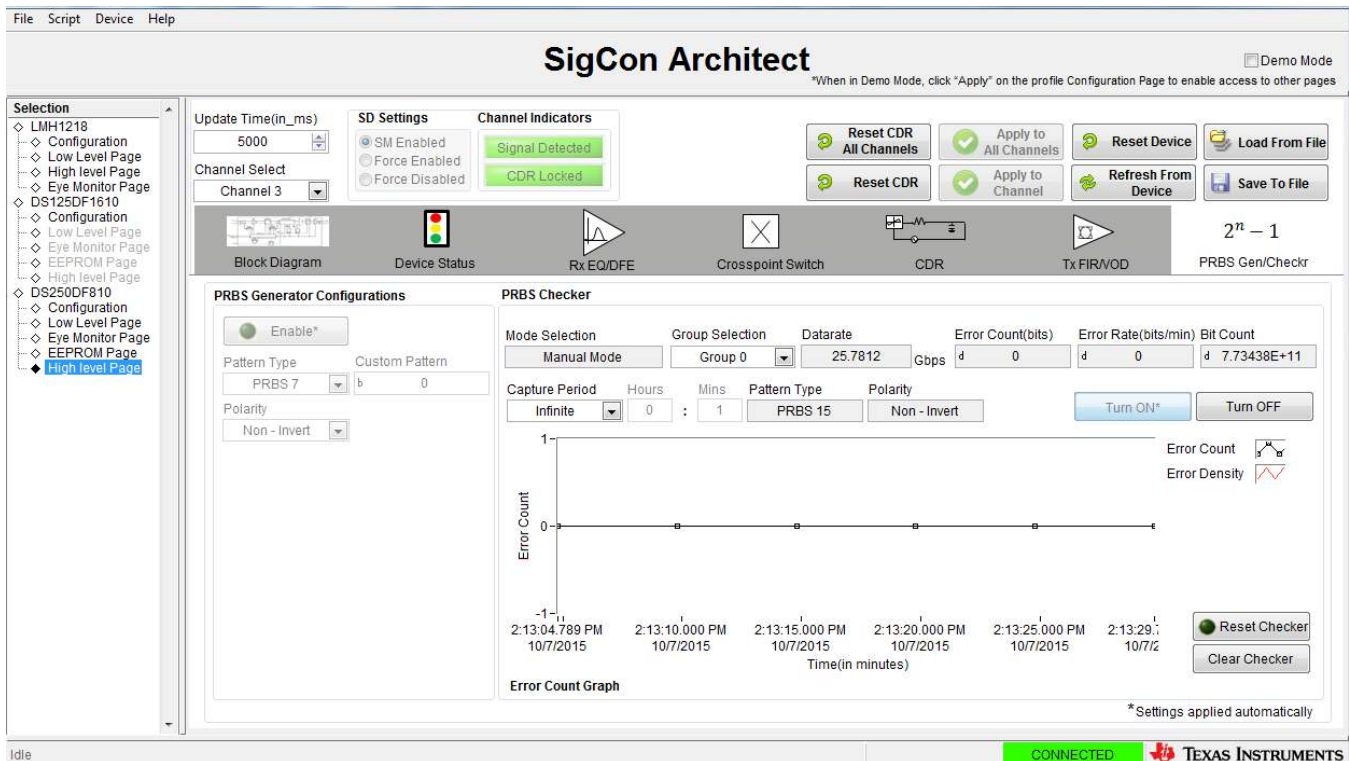 File Script Device Help
SigCon Architect
Demo Mode
*When in Demo Mode, click "Apply" on the profile Configuration Page to enable access to other pages
Selection
LMH1218
Configuration
Low Level Page
High level Page
Eye Monitor Page
DS125DF1610
Configuration
Low Level Page
Eye Monitor Page
EEPROM Page
High level Page
DS250DF810
Configuration
Low Level Page
Eye Monitor Page
EEPROM Page
High level Page
Update Time(in_ms)
5000
Channel Select
Channel 3
SD Settings
SM Enabled
Force Enabled
Force Disabled
Channel Indicators
Signal Detected
CDR Locked
Reset CDR
All Channels
Apply to
All Channels
Reset Device
Load From File
Reset CDR
Apply to
Channel
Refresh From
Device
Save To File
Block Diagram
Device Status
Rx EQ/DFE
Crosspoint Switch
CDR
Tx FIR/VOD
2ⁿ − 1
PRBS Gen/Checkr
PRBS Generator Configurations
Enable*
Pattern Type
Custom Pattern
PRBS 7
b 0
Polarity
Non - Invert
PRBS Checker
Mode Selection
Group Selection
Datarate
Error Count(bits)
Error Rate(bits/min)
Bit Count
Manual Mode
Group 0
25.7812 Gbps
d 0
d 0
d 7.73438E+11
Capture Period
Hours
Mins
Pattern Type
Polarity
Infinite
0 : 1
PRBS 15
Non - Invert
Turn ON*
Turn OFF
Error Count
Error Density
1
0
-1
Error Count
2:13:04.789 PM 2:13:10.000 PM 2:13:15.000 PM 2:13:20.000 PM 2:13:25.000 PM 2:13:29.
10/7/2015 10/7/2015 10/7/2015 10/7/2015 10/7/2015 10/7/2
Time(in minutes)
Error Count Graph
Reset Checker
Clear Checker
*Settings applied automatically
Idle
CONNECTED
TEXAS INSTRUMENTS